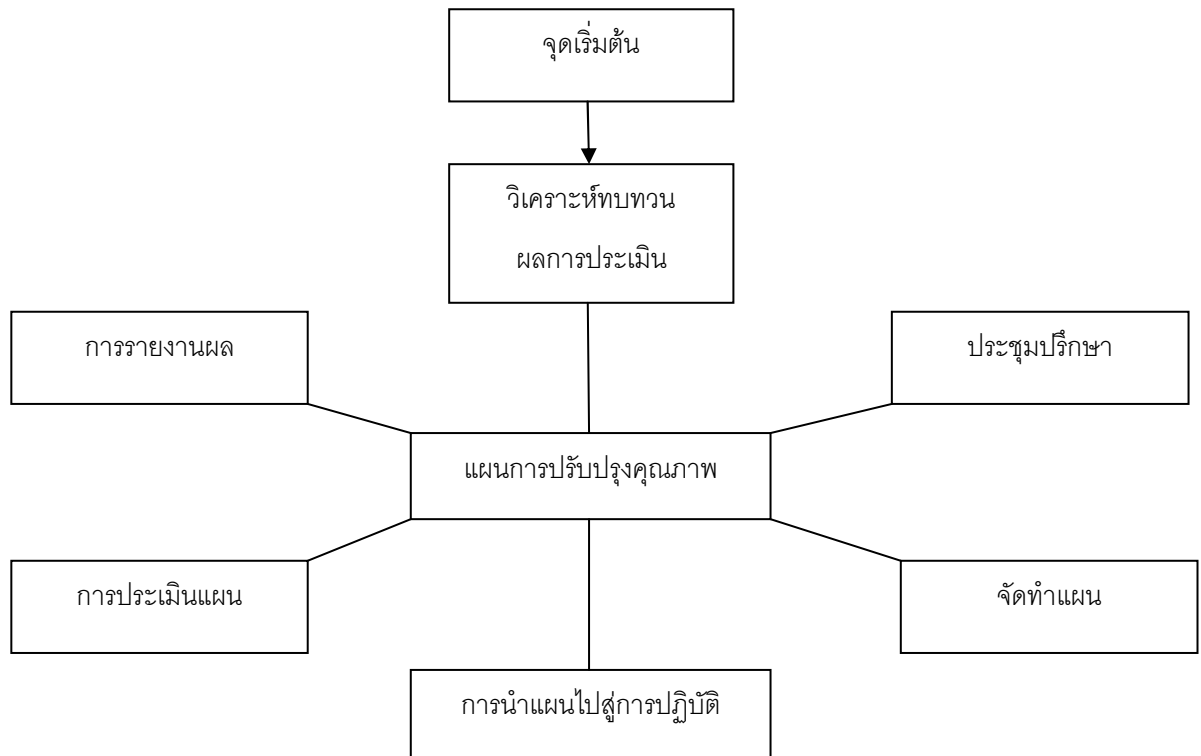 จุดเริ่มต้น
วิเคราะห์ทบทวน
ผลการประเมิน
การรายงานผล
ประชุมปรึกษา
แผนการปรับปรุงคุณภาพ
การประเมินแผน
จัดทำแผน
การนำแผนไปสู่การปฏิบัติ